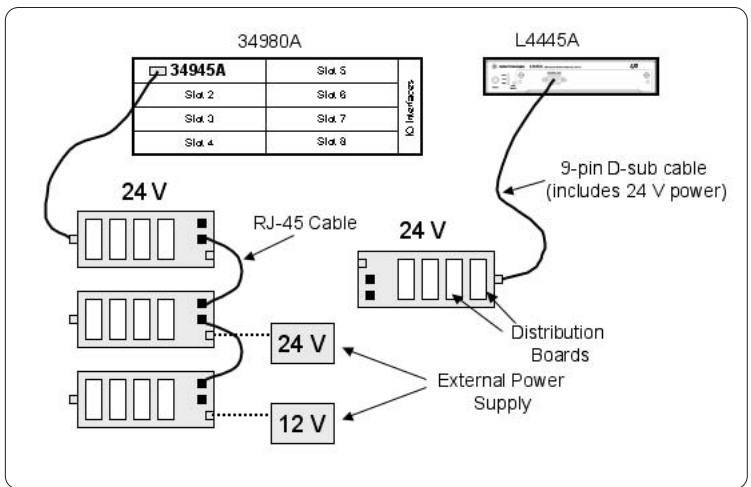 34980A
34945A
Slot 2
Slot 3
Slot 4
Slot 5
Slot 6
Slot 7
Slot 8
IO Interfaces
L4445A
9-pin D-sub cable
(includes 24 V power)
24 V
RJ-45 Cable
24 V
Distribution
Boards
24 V
External Power
Supply
12 V